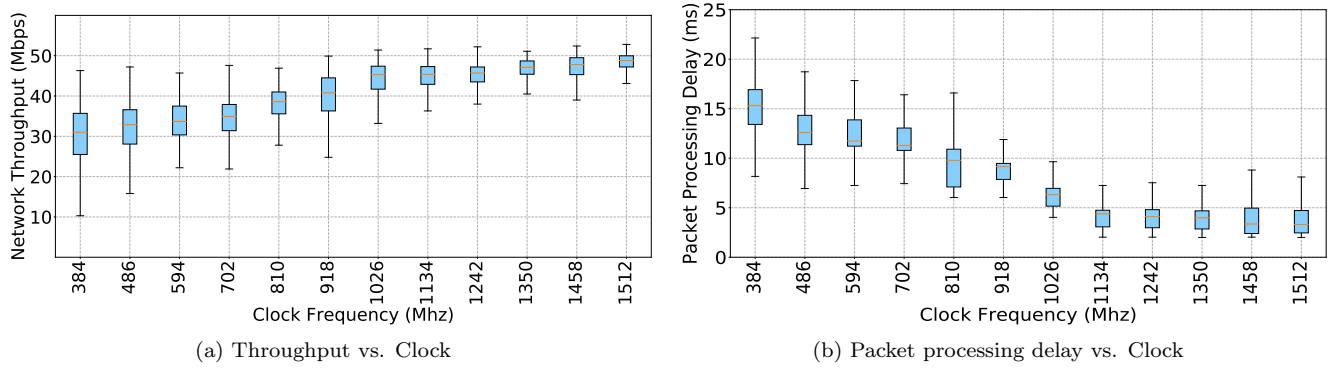 Network Throughput (Mbps)
50
40
30
20
10
384 486 594 702 810 918 1026 1134 1242 1350 1458 1512
Clock Frequency (Mhz)
(a) Throughput vs. Clock
Packet Processing Delay (ms)
25
20
15
10
5
0
384 486 594 702 810 918 1026 1134 1242 1350 1458 1512
Clock Frequency (Mhz)
(b) Packet processing delay vs. Clock